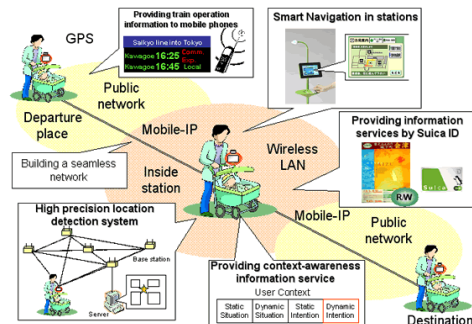 Providing train operation
information to mobile phones
Saikyo line into Tokyo
Kawagoe 16:25 Comm. Exp.
Kawagoe 16:45 Local
GPS
Smart Navigation in stations
Public
network
Departure
place
Mobile-IP
Building a seamless
network
Inside
station
Wireless
LAN
Providing information
services by Suica ID
R/W
Suica
High precision location
detection system
Base station
Server
Mobile-IP
Public
network
Providing context-awareness
information service
User Context
Static
Situation
Dynamic
Situation
Static
Intention
Dynamic
Intention
Destination